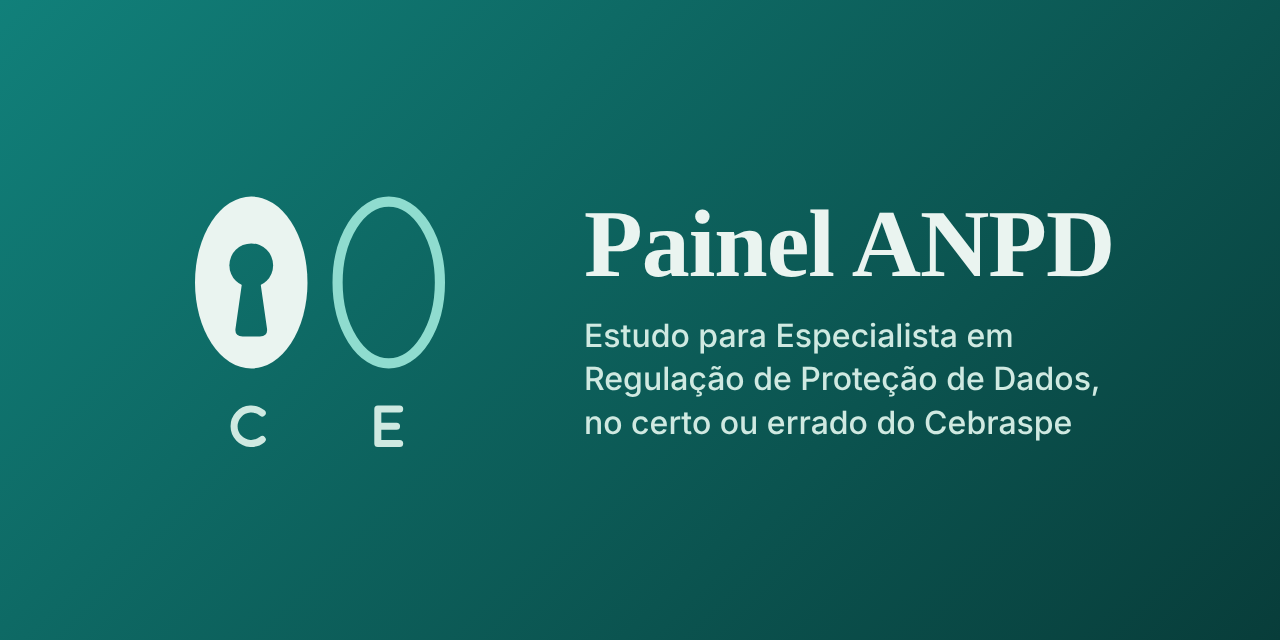 C E
Painel ANPD
Estudo para Especialista em
Regulação de Proteção de Dados,
no certo ou errado do Cebraspe